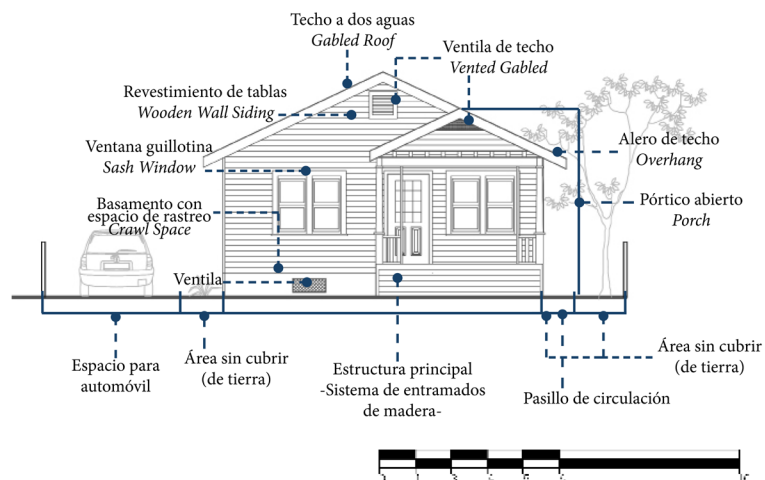 Techo a dos aguas
Gabled Roof
Ventila de techo
Vented Gabled
Revestimiento de tablas
Wooden Wall Siding
Alero de techo
Overhang
Ventana guillotina
Sash Window
Pórtico abierto
Porch
Basamento con
espacio de rastreo
Crawl Space
Ventila
Espacio para
automóvil
Área sin cubrir
(de tierra)
Estructura principal
-Sistema de entramados
de madera-
Área sin cubrir
(de tierra)
Pasillo de circulación